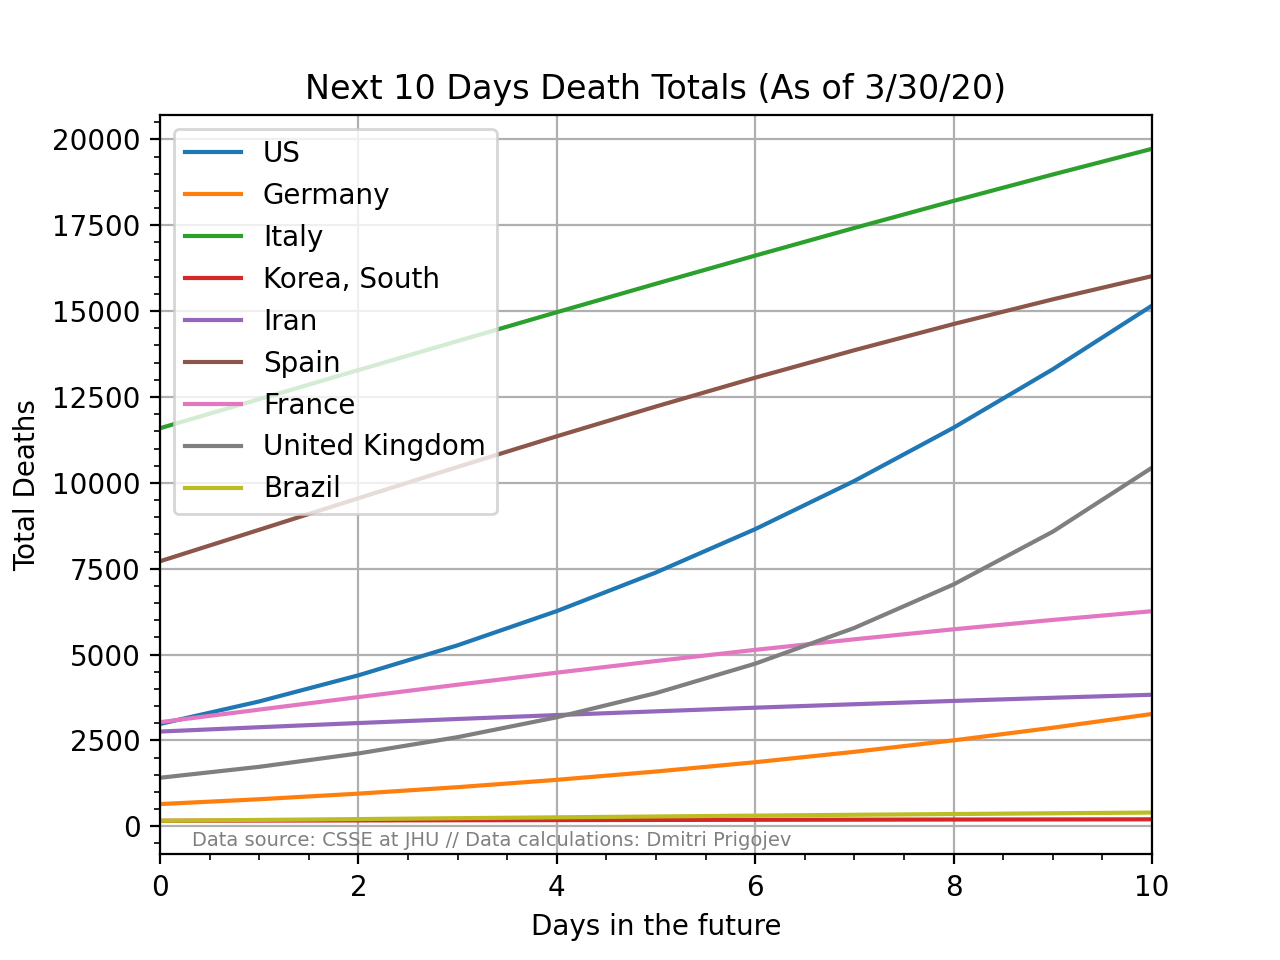 Next 10 Days Death Totals (As of 3/30/20)
Total Deaths
20000
17500
15000
12500
10000
7500
5000
2500
0
US
Germany
Italy
Korea, South
Iran
Spain
France
United Kingdom
Brazil
Data source: CSSE at JHU // Data calculations: Dmitri Prigojev
0 2 4 6 8 10
Days in the future